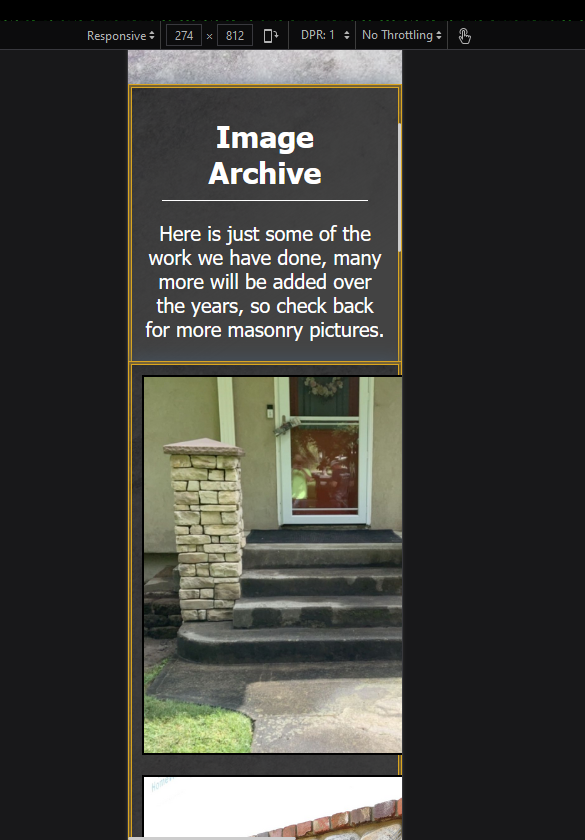 Responsive 274 × 812 DPR: 1 No Throttling
Image
Archive
Here is just some of the
work we have done, many
more will be added over
the years, so check back
for more masonry pictures.